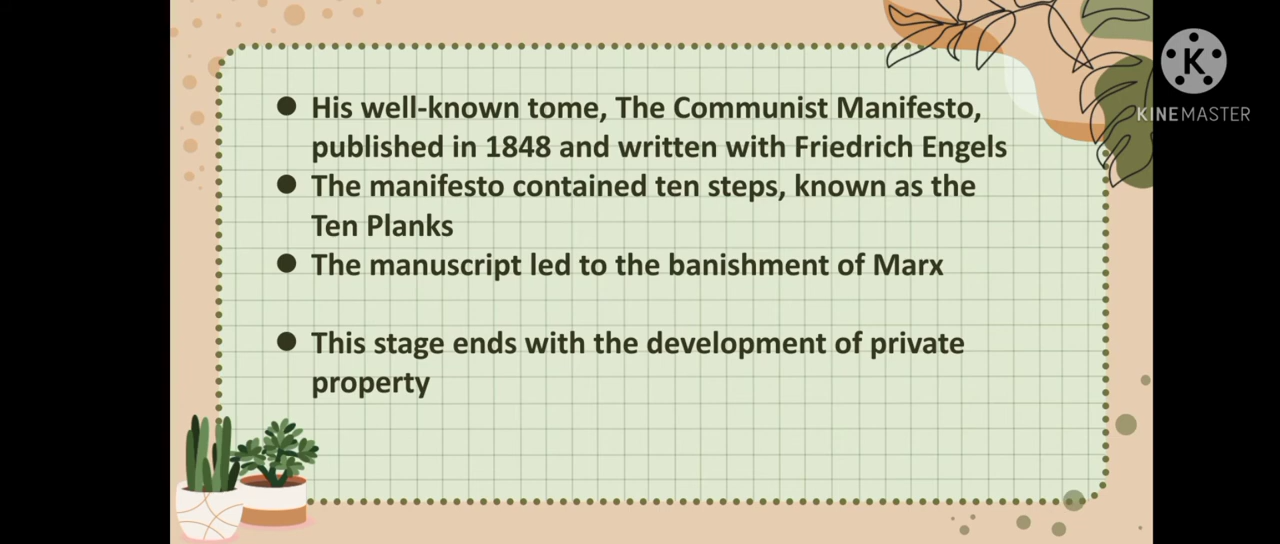 ● His well-known tome, The Communist Manifesto,
published in 1848 and written with Friedrich Engels
● The manifesto contained ten steps, known as the
Ten Planks
● The manuscript led to the banishment of Marx
● This stage ends with the development of private
property
K
KINEMASTER